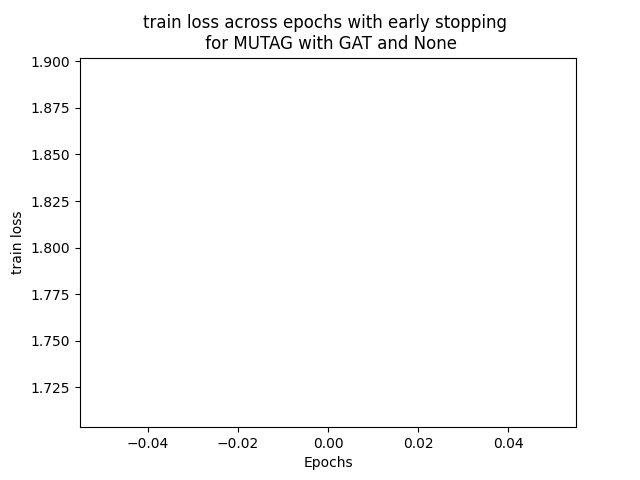 train loss across epochs with early stopping
for MUTAG with GAT and None
1.900
1.875
1.850
1.825
1.800
1.775
1.750
1.725
train loss
−0.04 −0.02 0.00 0.02 0.04
Epochs